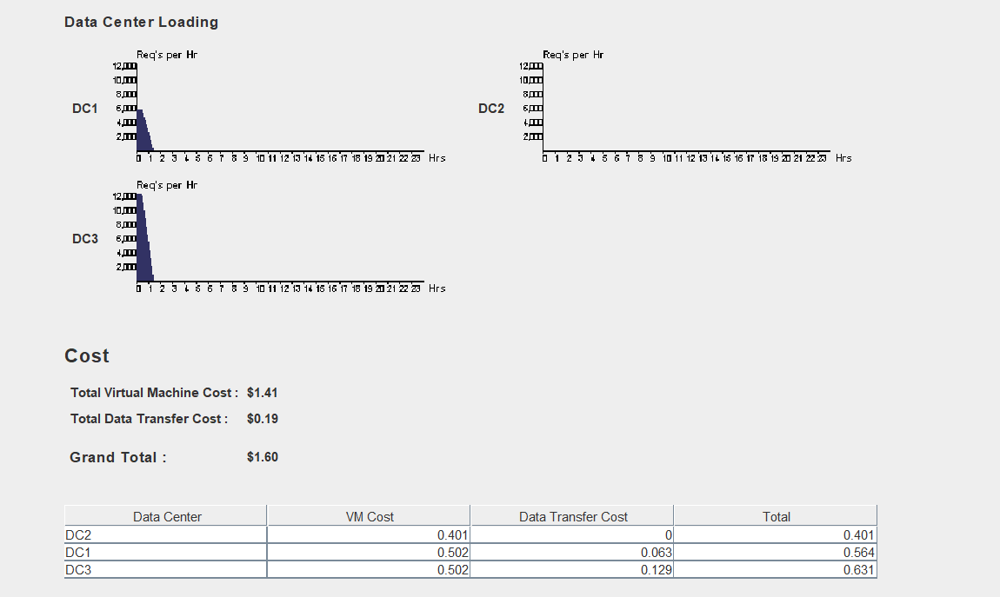 Data Center Loading
Req's per Hr
12,000
10,000
8,000
6,000
4,000
2,000
DC1
0 1 2 3 4 5 6 7 8 9 10 11 12 13 14 15 16 17 18 19 20 21 22 23 Hrs
Req's per Hr
12,000
10,000
8,000
6,000
4,000
2,000
DC2
0 1 2 3 4 5 6 7 8 9 10 11 12 13 14 15 16 17 18 19 20 21 22 23 Hrs
Req's per Hr
12,000
10,000
8,000
6,000
4,000
2,000
DC3
0 1 2 3 4 5 6 7 8 9 10 11 12 13 14 15 16 17 18 19 20 21 22 23 Hrs
Cost
Total Virtual Machine Cost : $1.41
Total Data Transfer Cost : $0.19
Grand Total : $1.60
Data Center VM Cost Data Transfer Cost Total
DC2 0.401 0 0.401
DC1 0.502 0.063 0.564
DC3 0.502 0.129 0.631